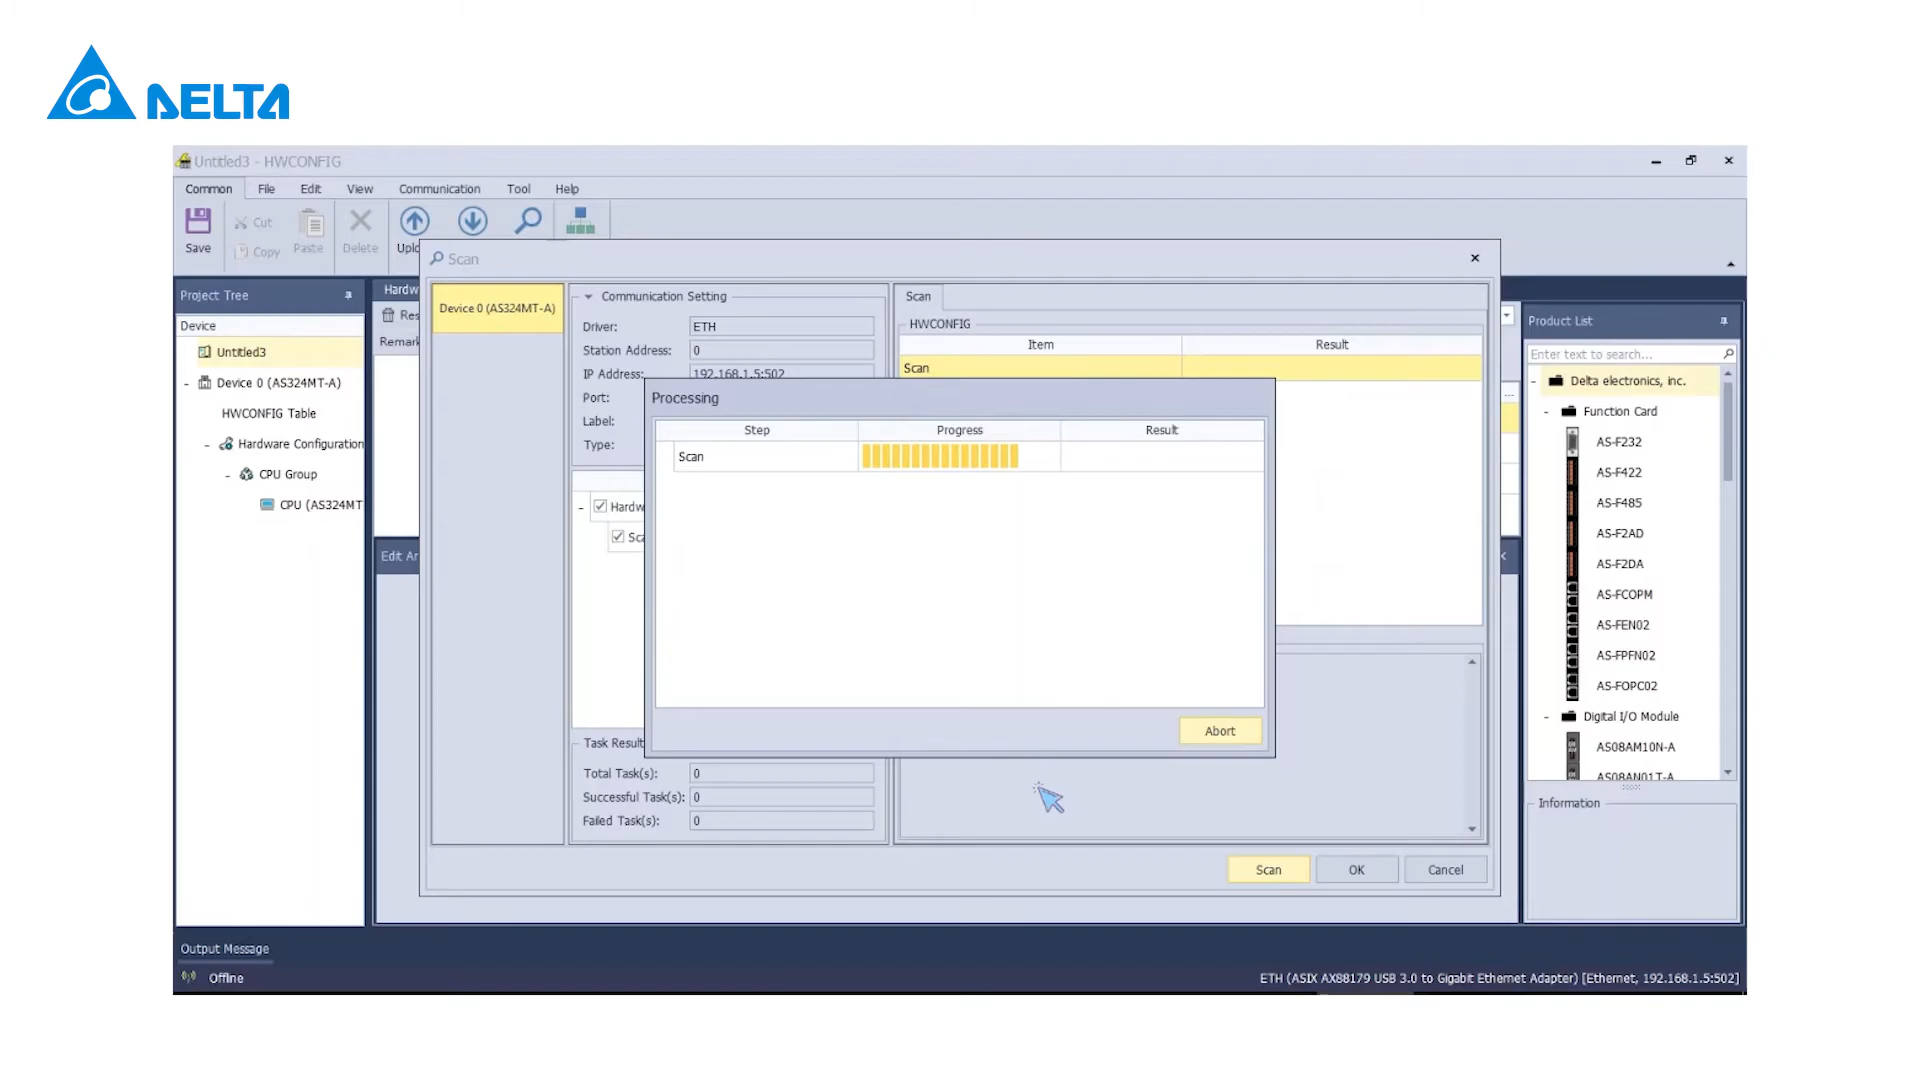 DELTA
Untitled3 - HWCONFIG
Common File Edit View Communication Tool Help
Save
Cut
Copy
Paste
Delete
Scan
Project Tree
Device
Untitled3
Device 0 (AS324MT-A)
HWCONFIG Table
Hardware Configuration
CPU Group
CPU (AS324MT
Device 0 (AS324MT-A)
Communication Setting
Driver: ETH
Station Address: 0
IP Address: 192.168.1.5:502
Port:
Label:
Type:
Scan
HWCONFIG
Item Result
Scan
Processing
Step Progress Result
Scan
Abort
Task Result
Total Task(s): 0
Successful Task(s): 0
Failed Task(s): 0
Scan OK Cancel
Product List
Enter text to search...
Delta electronics, inc.
Function Card
AS-F232
AS-F422
AS-F485
AS-F2AD
AS-F2DA
AS-FCOPM
AS-FEN02
AS-FPFN02
AS-FOPC02
Digital I/O Module
AS08AM10N-A
AS08AN01T-A
Information
Output Message
Offline
ETH (ASIX AX88179 USB 3.0 to Gigabit Ethernet Adapter) [Ethernet, 192.168.1.5:502]